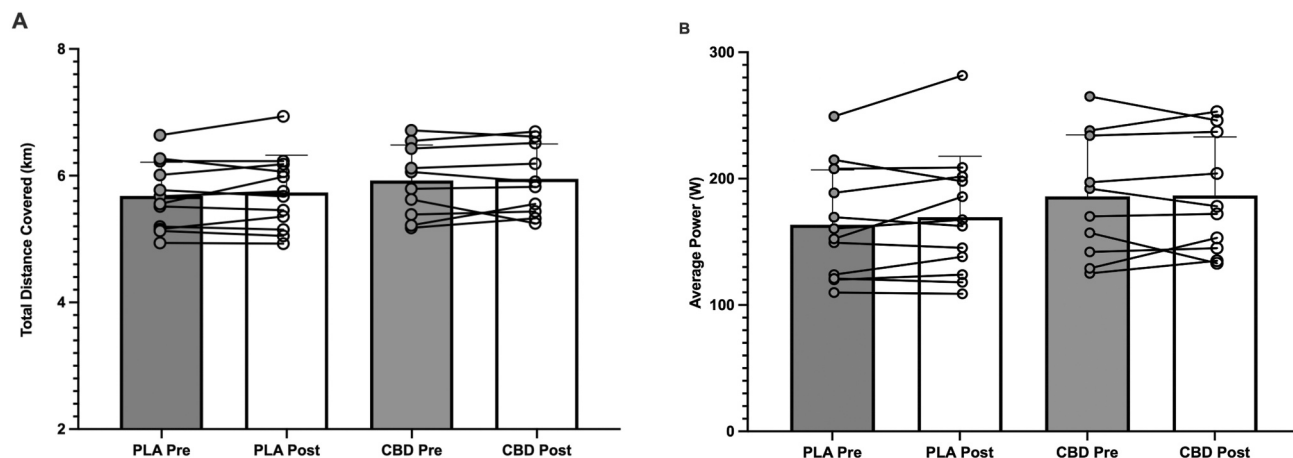 A
Total Distance Covered (km)
8
6
4
2
PLA Pre
PLA Post
CBD Pre
CBD Post
B
Average Power (W)
300
200
100
0
PLA Pre
PLA Post
CBD Pre
CBD Post